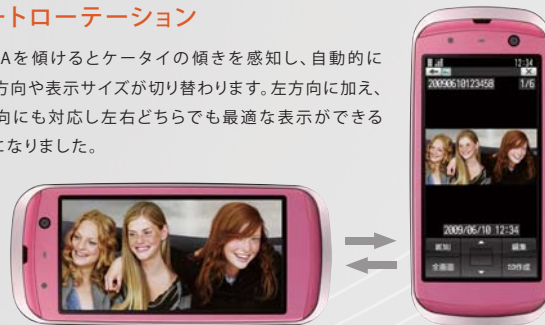 ートローテーション
Aを傾けるとケータイの傾きを感知し、自動的に
方向や表示サイズが切り替わります。左方向に加え、
向にも対応し左右どちらでも最適な表示ができる
になりました。
12:34
20090610123458 1/6
2009/06/10 12:34
編集
全画面